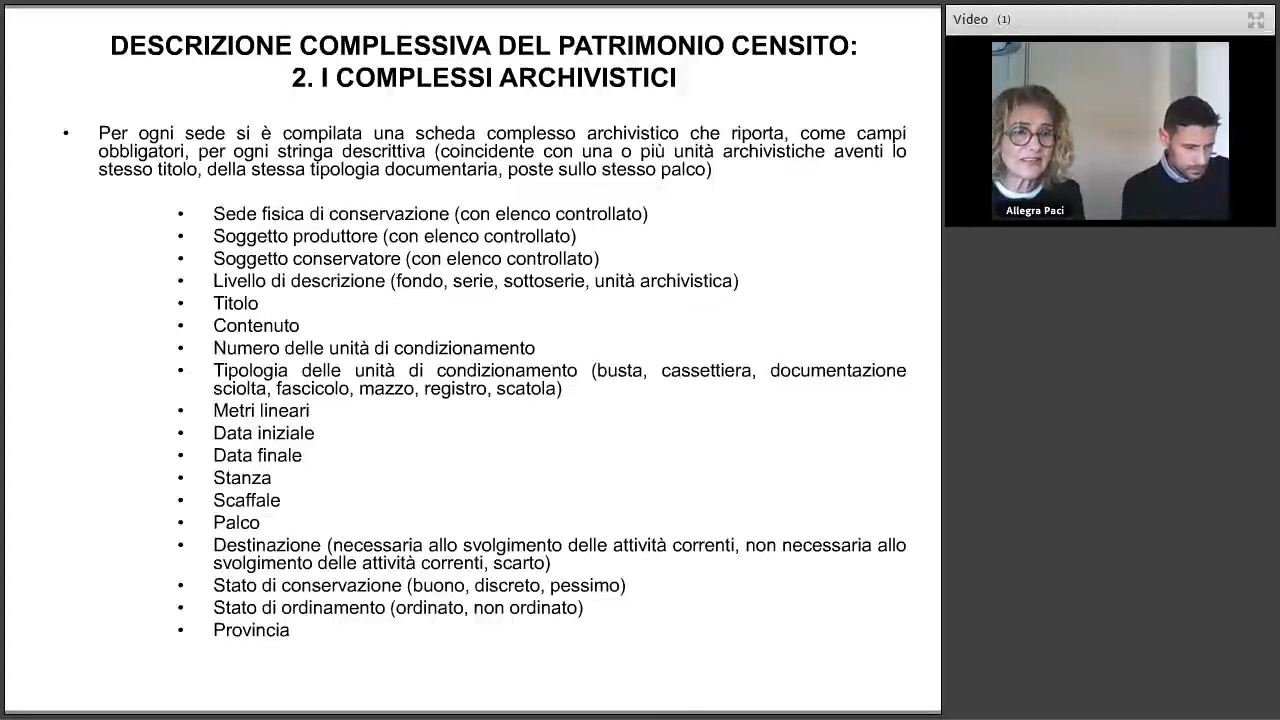 DESCRIZIONE COMPLESSIVA DEL PATRIMONIO CENSITO:
2. I COMPLESSI ARCHIVISTICI
• Per ogni sede si è compilata una scheda complesso archivistico che riporta, come campi
obbligatori, per ogni stringa descrittiva (coincidente con una o più unità archivistiche aventi lo
stesso titolo, della stessa tipologia documentaria, poste sullo stesso palco)
• Sede fisica di conservazione (con elenco controllato)
• Soggetto produttore (con elenco controllato)
• Soggetto conservatore (con elenco controllato)
• Livello di descrizione (fondo, serie, sottoserie, unità archivistica)
• Titolo
• Contenuto
• Numero delle unità di condizionamento
• Tipologia delle unità di condizionamento (busta, cassettiera, documentazione
sciolta, fascicolo, mazzo, registro, scatola)
• Metri lineari
• Data iniziale
• Data finale
• Stanza
• Scaffale
• Palco
• Destinazione (necessaria allo svolgimento delle attività correnti, non necessaria allo
svolgimento delle attività correnti, scarto)
• Stato di conservazione (buono, discreto, pessimo)
• Stato di ordinamento (ordinato, non ordinato)
• Provincia
Video (1)
Allegra Paci